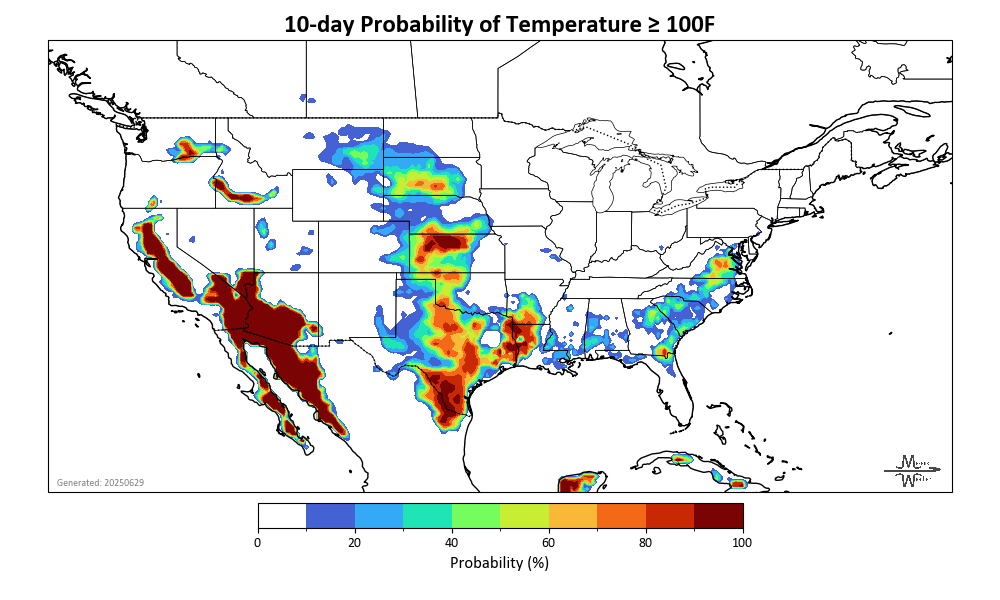 10-day Probability of Temperature ≥ 100F
Generated: 20250629
0 20 40 60 80 100
Probability (%)